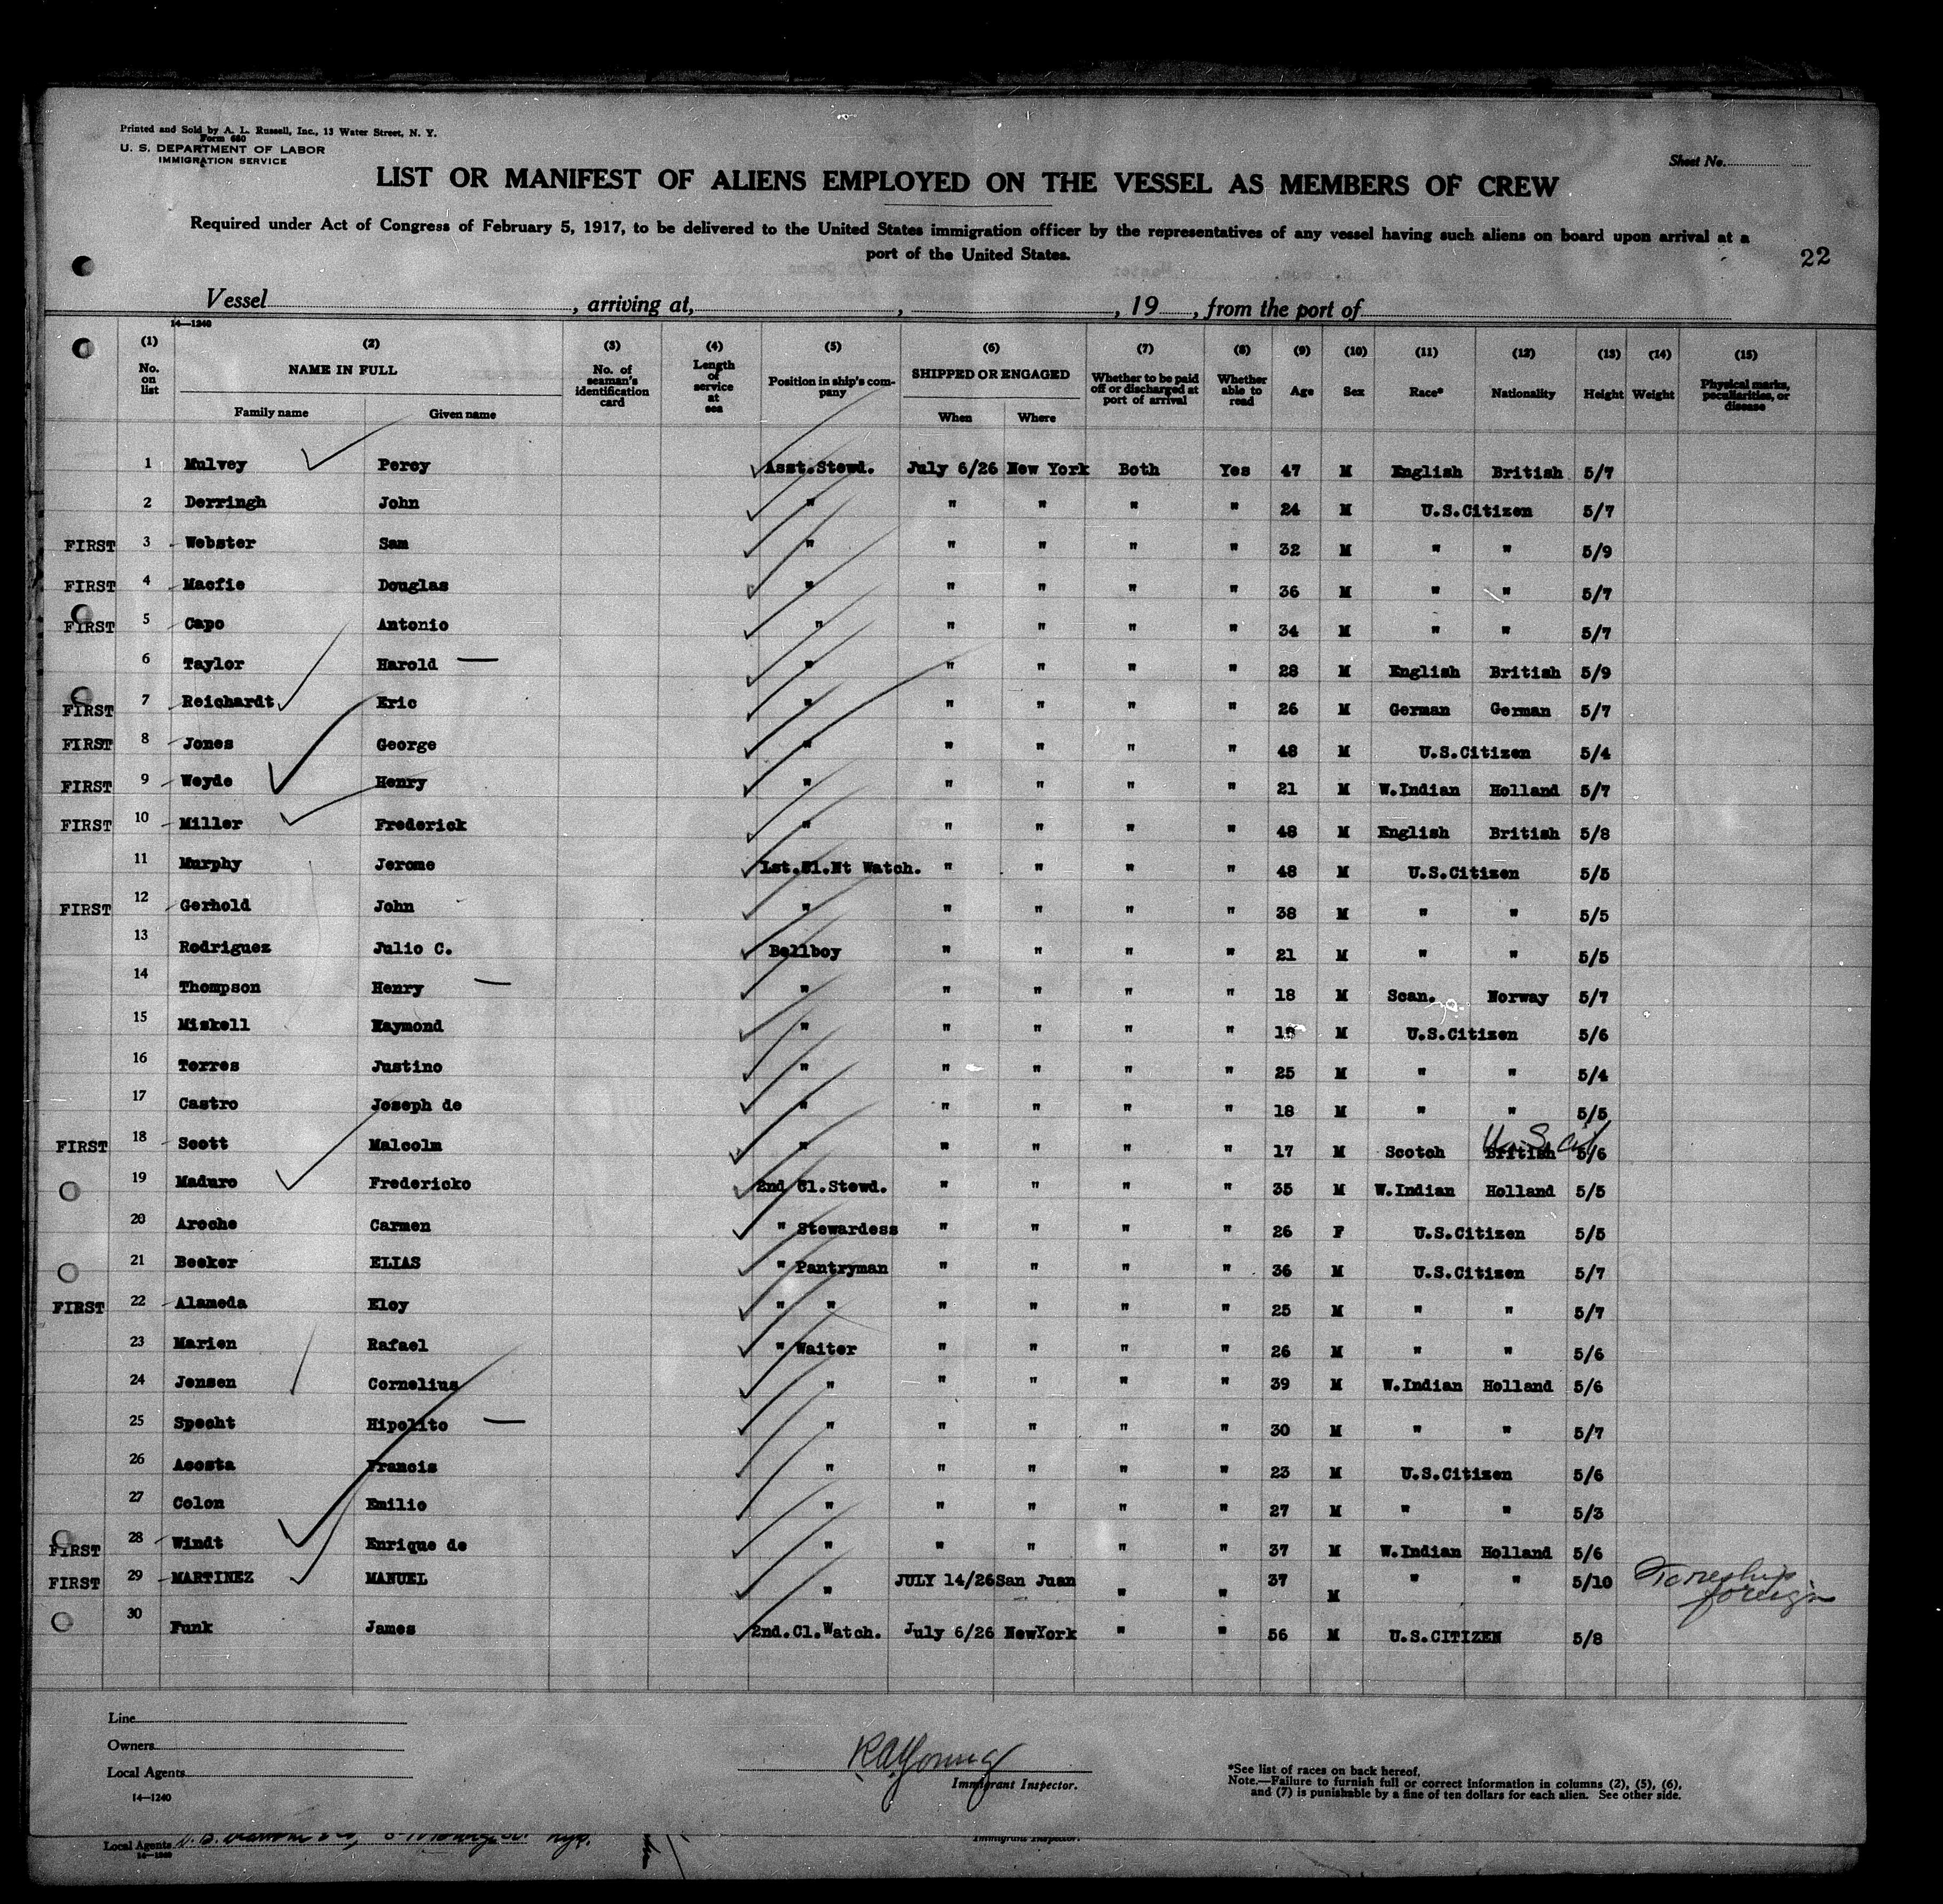 Printed and Sold by A. L. Russell, Inc., 13 Water Street, N. Y.
Form 680
U. S. DEPARTMENT OF LABOR
IMMIGRATION SERVICE
Sheet No.
LIST OR MANIFEST OF ALIENS EMPLOYED ON THE VESSEL AS MEMBERS OF CREW
Required under Act of Congress of February 5, 1917, to be delivered to the United States immigration officer by the representatives of any vessel having such aliens on board upon arrival at a
port of the United States.
22
Vessel , arriving at, , , 19 , from the port of
14—1240
(1) (2) (3) (4) (5) (6) (7) (8) (9) (10) (11) (12) (13) (14) (15)
No. on list NAME IN FULL Family name Given name No. of seaman's identification card Length of service at sea Position in ship's company SHIPPED OR ENGAGED When Where Whether to be paid off or discharged at port of arrival Whether able to read Age Sex Race* Nationality Height Weight Physical marks, peculiarities, or disease
1 Mulvey Percy Asst.Stewd. July 6/26 New York Both Yes 47 M English British 5/7
2 Derringh John " " " " " 24 M U.S.Citizen 5/7
FIRST 3 Webster Sam " " " " " 32 M " " 5/9
FIRST 4 Macfie Douglas " " " " " 36 M " " 5/7
FIRST 5 Capo Antonio " " " " " 34 M " " 5/7
6 Taylor Harold — " " " " " 28 M English British 5/9
FIRST 7 Reichardt Eric " " " " " 26 M German German 5/7
FIRST 8 Jones George " " " " " 48 M U.S.Citizen 5/4
FIRST 9 Weyde Henry " " " " " 21 M W.Indian Holland 5/7
FIRST 10 Miller Frederick " " " " " 48 M English British 5/8
11 Murphy Jerome 1st.Cl.Nt Watch. " " " " 48 M U.S.Citizen 5/5
FIRST 12 Gerhold John " " " " " 38 M " " 5/5
13 Rodriguez Julio C. Bellboy " " " " 21 M " " 5/5
14 Thompson Henry — " " " " " 18 M Scan. Norway 5/7
15 Miskell Raymond " " " " " M U.S.Citizen 5/6
16 Torres Justino " " " " " 25 M " " 5/4
17 Castro Joseph de " " " " " 18 M " " 5/5
FIRST 18 Scott Malcolm " " " " " 17 M Scotch British U.S. Cit 5/6
19 Maduro Fredericko 2nd Cl.Stewd. " " " " 35 M W.Indian Holland 5/5
20 Aroche Carmen " Stewardess " " " " 26 F U.S.Citizen 5/5
21 Beeker ELIAS " Pantryman " " " " 36 M U.S.Citizen 5/7
FIRST 22 Alameda Eloy " " " " " " 25 M " " 5/7
23 Marien Rafael " Waiter " " " " 26 M " " 5/6
24 Jensen Cornelius " " " " " 39 M W.Indian Holland 5/6
25 Specht Hipolito — " " " " " 30 M " " 5/7
26 Acosta Francis " " " " " 23 M U.S.Citizen 5/6
27 Colon Emilio " " " " " 27 M " " 5/3
FIRST 28 Windt Enrique de " " " " " 37 M W.Indian Holland 5/6
FIRST 29 MARTINEZ MANUEL " JULY 14/26 San Juan " " 37 M " " 5/10 foreign
30 Funk James 2nd.Cl.Watch. July 6/26 NewYork " " 56 M U.S.CITIZEN 5/8
Line
Owners
Local Agents
14—1240
R A Young
Immigrant Inspector.
*See list of races on back hereof.
Note.—Failure to furnish full or correct information in columns (2), (5), (6),
and (7) is punishable by a fine of ten dollars for each alien. See other side.
Local Agents
14—1240
Immigrant Inspector.